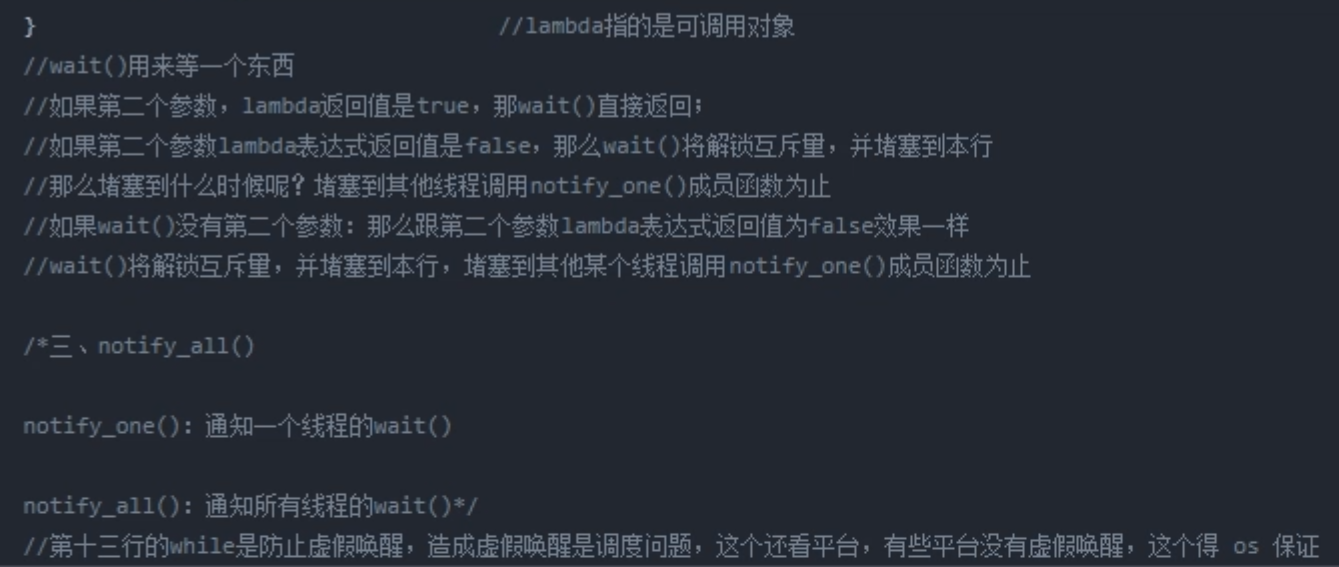 } //lambda指的是可调用对象
//wait()用来等一个东西
//如果第二个参数，lambda返回值是true，那wait()直接返回；
//如果第二个参数lambda表达式返回值是false，那么wait()将解锁互斥量，并堵塞到本行
//那么堵塞到什么时候呢？堵塞到其他线程调用notify_one()成员函数为止
//如果wait()没有第二个参数：那么跟第二个参数lambda表达式返回值为false效果一样
//wait()将解锁互斥量，并堵塞到本行，堵塞到其他某个线程调用notify_one()成员函数为止
/*三、notify_all()
notify_one()：通知一个线程的wait()
notify_all()：通知所有线程的wait()*/
//第十三行的while是防止虚假唤醒，造成虚假唤醒是调度问题，这个还看平台，有些平台没有虚假唤醒，这个得 os 保证